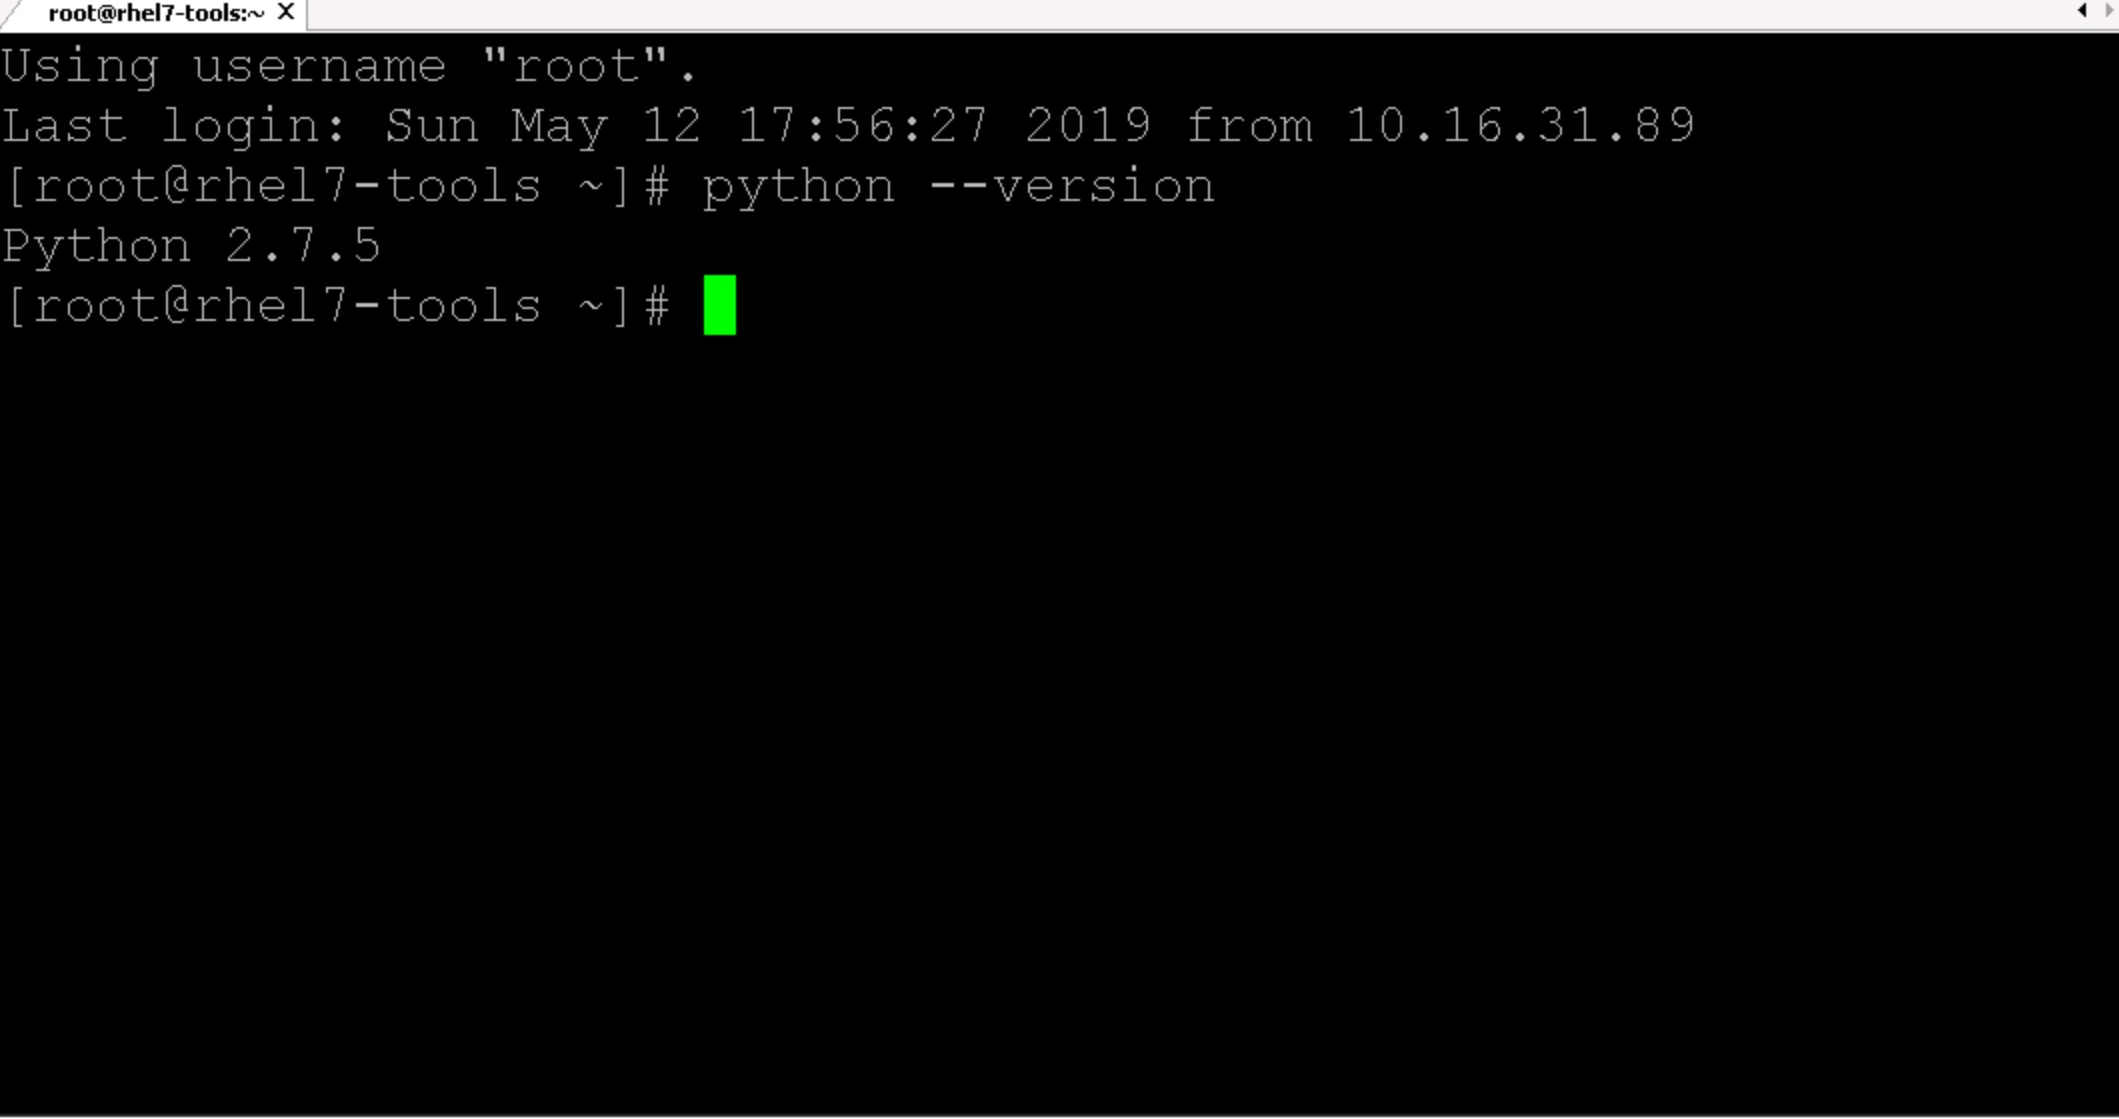 root@rhel7-tools:~ X
Using username "root".
Last login: Sun May 12 17:56:27 2019 from 10.16.31.89
[root@rhel7-tools ~]# python --version
Python 2.7.5
[root@rhel7-tools ~]#